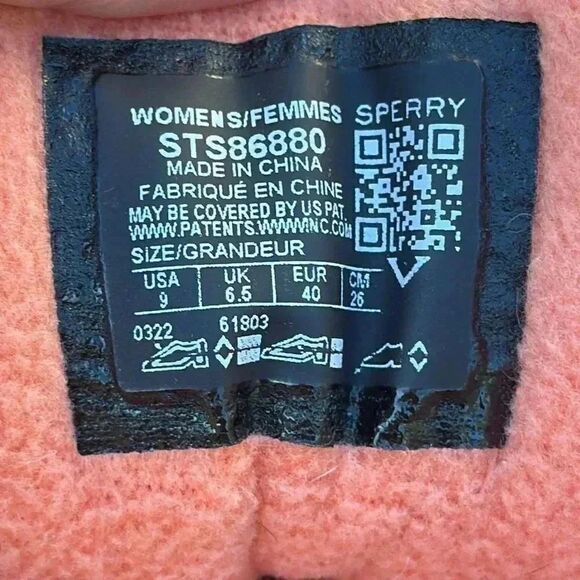 WOMENS/FEMMES SPERRY
STS86880
MADE IN CHINA
FABRIQUÉ EN CHINE
MAY BE COVERED BY US PAT.
WWW.PATENTS.WWWINC.COM
SIZE/GRANDEUR
USA UK EUR CM
9 6.5 40 26
0322 61803